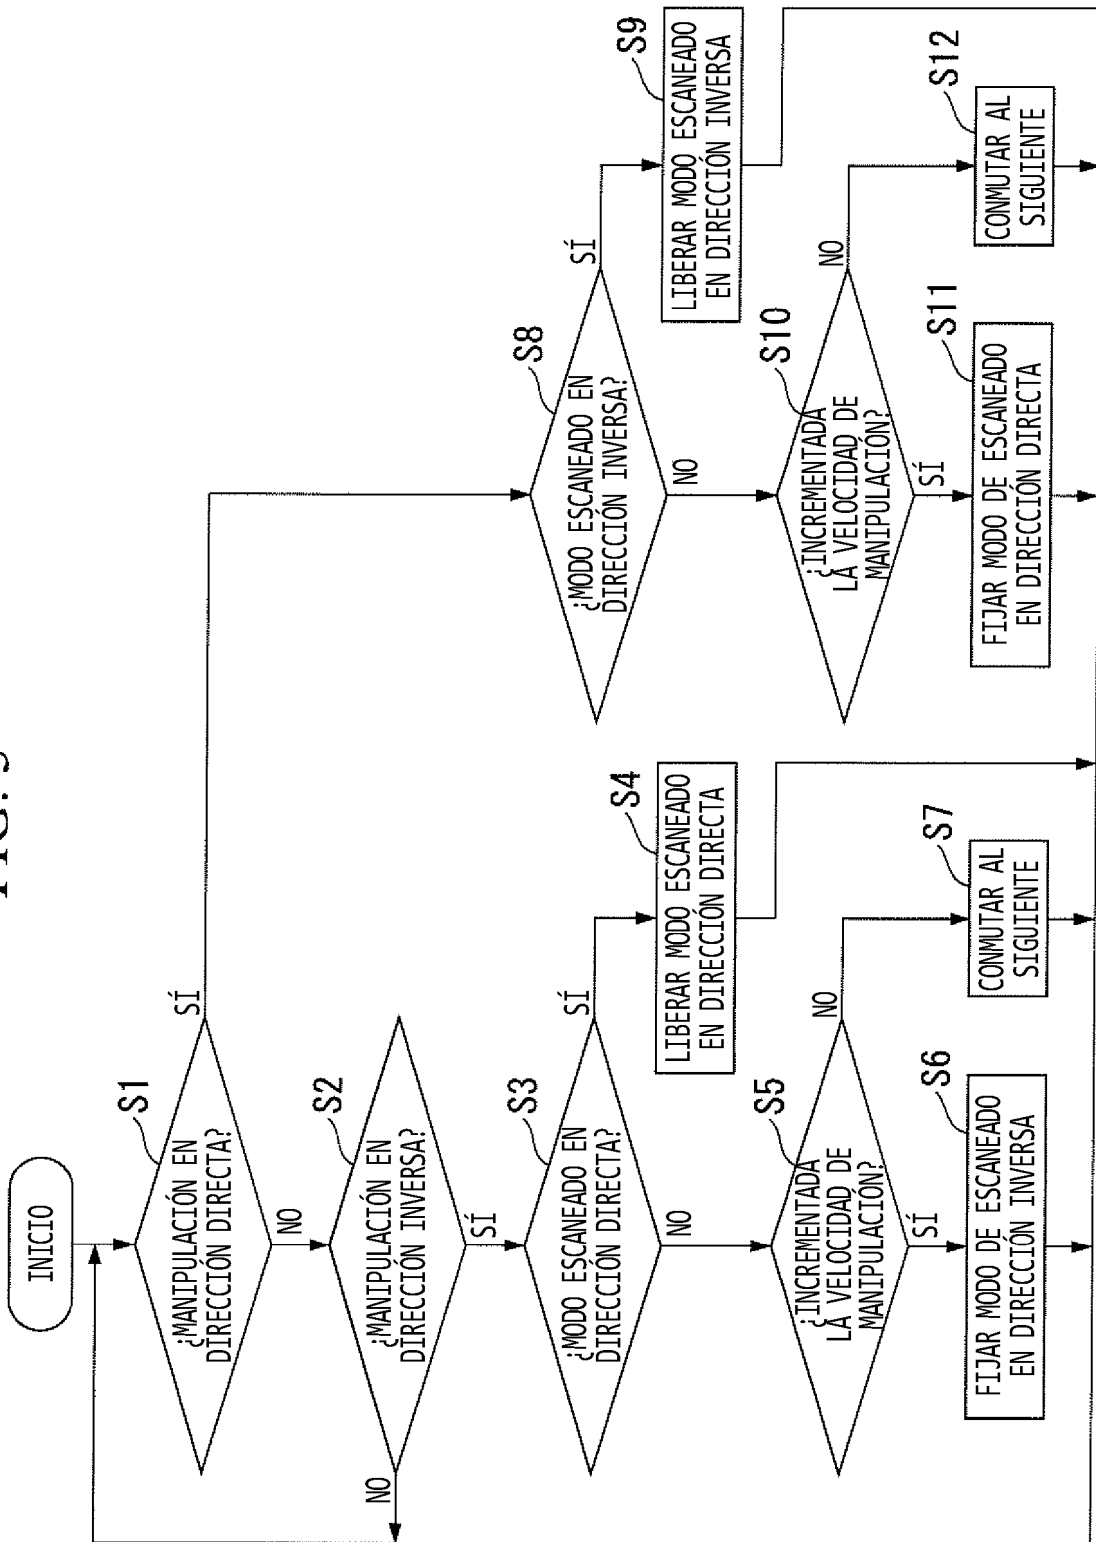 INICIO
S1
¿MANIPULACIÓN EN
DIRECCIÓN DIRECTA?
SÍ
NO
S2
¿MANIPULACIÓN EN
DIRECCIÓN INVERSA?
NO
SÍ
S3
¿MODO ESCANEADO EN
DIRECCIÓN DIRECTA?
SÍ
NO
S4
LIBERAR MODO ESCANEADO
EN DIRECCIÓN DIRECTA
S5
¿INCREMENTADA
LA VELOCIDAD DE
MANIPULACIÓN?
NO
SÍ
S6
FIJAR MODO DE ESCANEADO
EN DIRECCIÓN INVERSA
S7
CONMUTAR AL
SIGUIENTE
S8
¿MODO ESCANEADO EN
DIRECCIÓN INVERSA?
SÍ
NO
S9
LIBERAR MODO ESCANEADO
EN DIRECCIÓN INVERSA
S10
¿INCREMENTADA
LA VELOCIDAD DE
MANIPULACIÓN?
NO
SÍ
S11
FIJAR MODO DE ESCANEADO
EN DIRECCIÓN DIRECTA
S12
CONMUTAR AL
SIGUIENTE